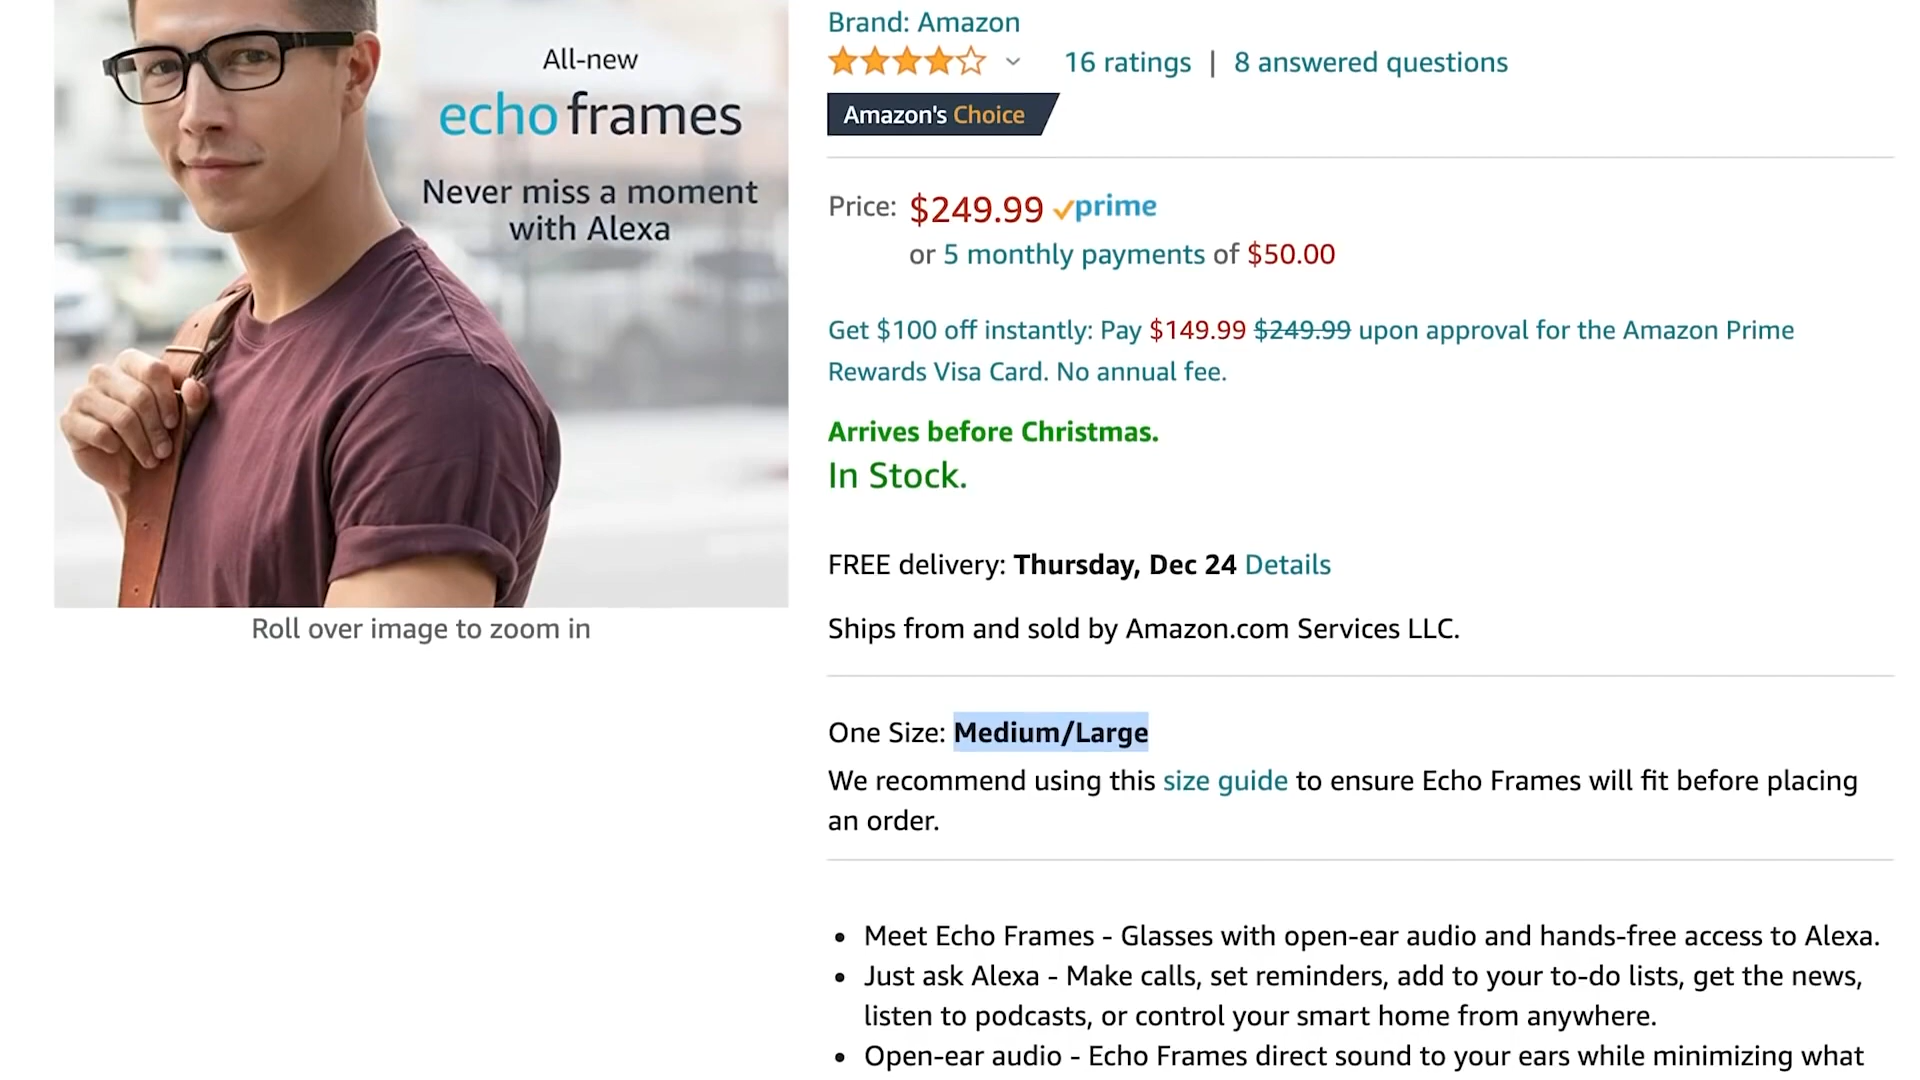 All-new
echo frames
Never miss a moment
with Alexa
Roll over image to zoom in
Brand: Amazon
16 ratings | 8 answered questions
Amazon's Choice
Price: $249.99 prime
or 5 monthly payments of $50.00
Get $100 off instantly: Pay $149.99 $249.99 upon approval for the Amazon Prime
Rewards Visa Card. No annual fee.
Arrives before Christmas.
In Stock.
FREE delivery: Thursday, Dec 24 Details
Ships from and sold by Amazon.com Services LLC.
One Size: Medium/Large
We recommend using this size guide to ensure Echo Frames will fit before placing
an order.
• Meet Echo Frames - Glasses with open-ear audio and hands-free access to Alexa.
• Just ask Alexa - Make calls, set reminders, add to your to-do lists, get the news,
listen to podcasts, or control your smart home from anywhere.
• Open-ear audio - Echo Frames direct sound to your ears while minimizing what